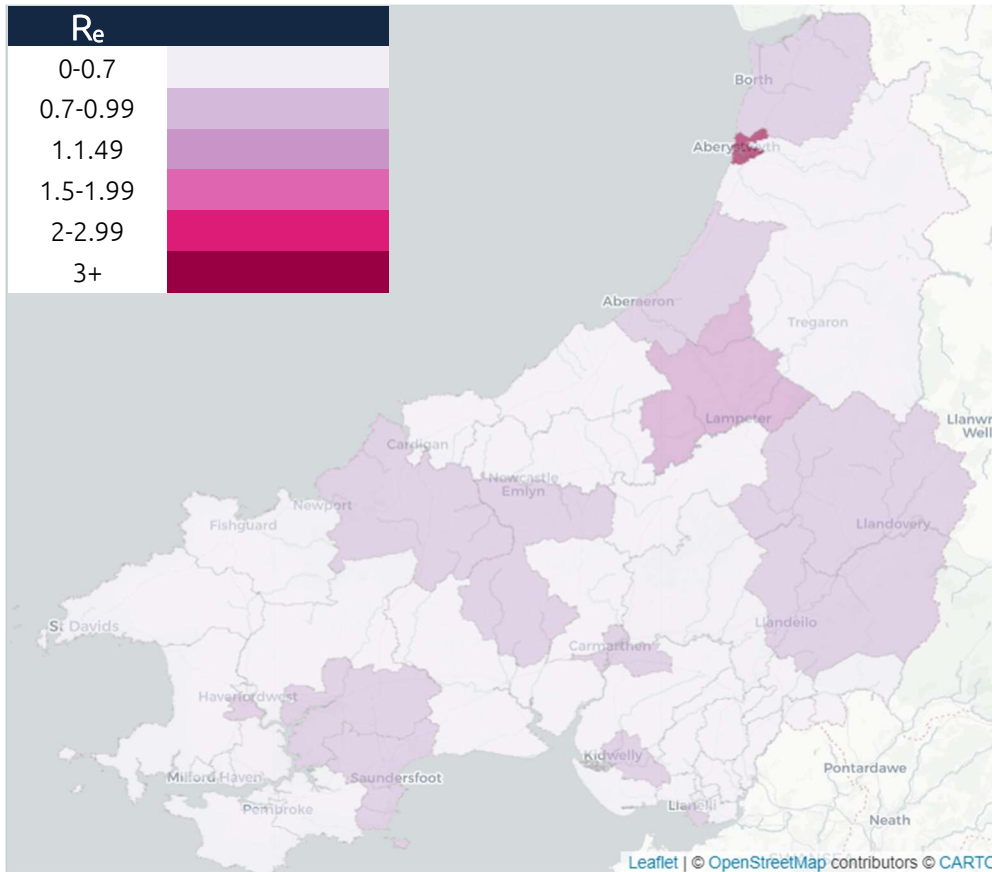 Re
0-0.7
0.7-0.99
1.1.49
1.5-1.99
2-2.99
3+
Borth
Aberystwyth
Aberaeron
Tregaron
Lampeter
Llanwr
Well
Cardigan
Newcastle
Emlyn
Newport
Fishguard
Llandovery
St Davids
Llandeilo
Carmarthen
Haverfordwest
Kidwelly
Milford Haven
Saundersfoot
Pontardawe
Pembroke
Llanelli
Neath
Leaflet | © OpenStreetMap contributors © CARTO